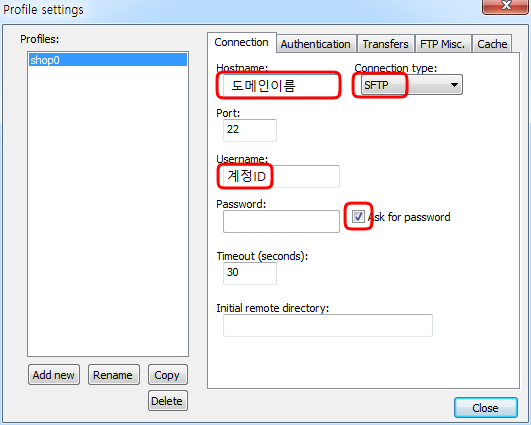 Profile settings
Profiles:
shop0
Add new
Rename
Copy
Delete
Connection
Authentication
Transfers
FTP Misc.
Cache
Hostname:
도메인이름
Connection type:
SFTP
Port:
22
Username:
계정ID
Password:
Ask for password
Timeout (seconds):
30
Initial remote directory:
Close